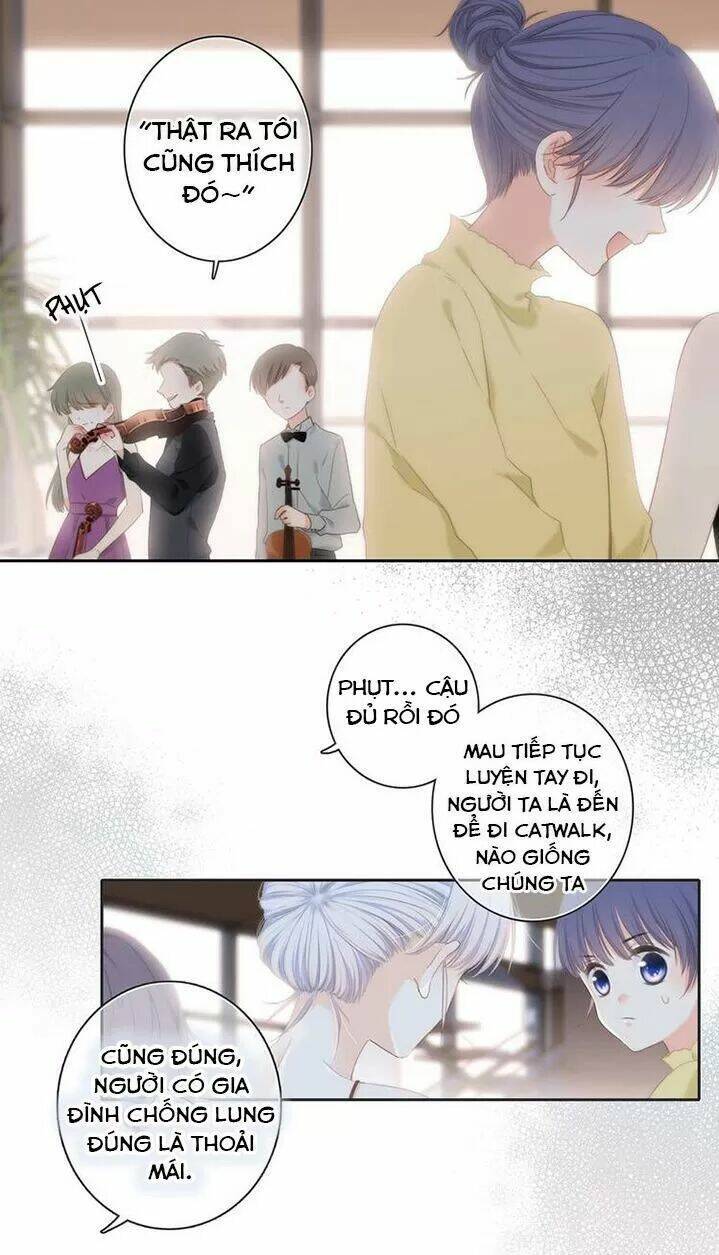 “THẬT RA TÔI
CŨNG THÍCH
ĐÓ~”
PHỤT
PHỤT... CẬU
ĐỦ RỒI ĐÓ
MAU TIẾP TỤC
LUYỆN TAY ĐI,
NGƯỜI TA LÀ ĐẾN
ĐỂ ĐI CATWALK,
NÀO GIỐNG
CHÚNG TA
CŨNG ĐÚNG,
NGƯỜI CÓ GIA
ĐÌNH CHỐNG LUNG
ĐÚNG LÀ THOẢI
MÁI.